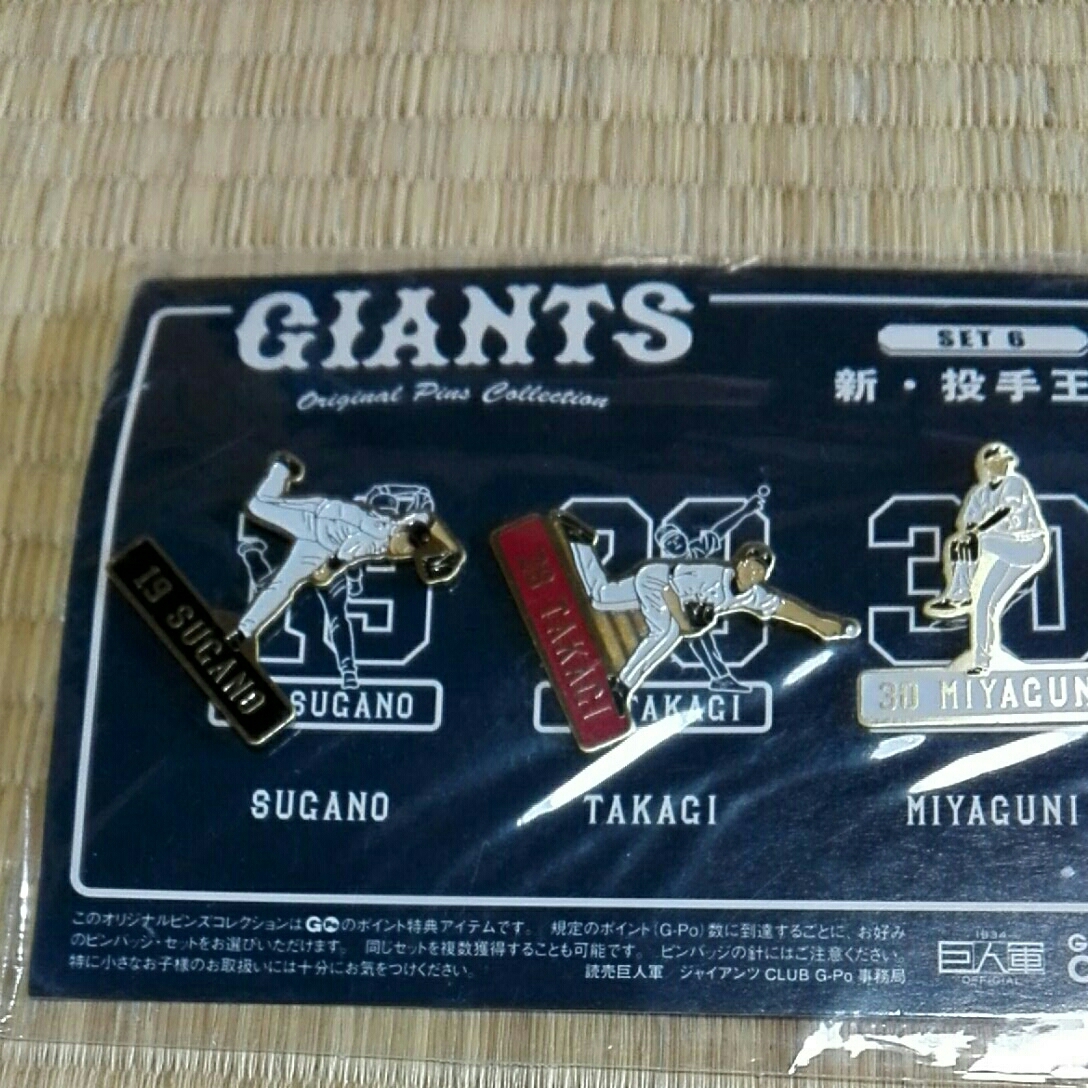 GIANTS
Original Pins Collection
SET 6
新・投手王
19 SUGANO
SUGANO
TAKAGI
TAKAGI
30 MIYAGUN
SUGANO
TAKAGI
MIYAGUNI
このオリジナルピンズコレクションはGのポイント特典アイテムです。 規定のポイント(G-Po)数に到達するごとに、お好み
のピンバッジ・セットをお選びいただけます。 同じセットを複数獲得することも可能です。 ピンバッジの針にはご注意ください。
特に小さなお子様のお取扱いには十分にお気をつけください。 読売巨人軍 ジャイアンツ CLUB G-Po 事務局
1934
巨人軍
OFFICIAL